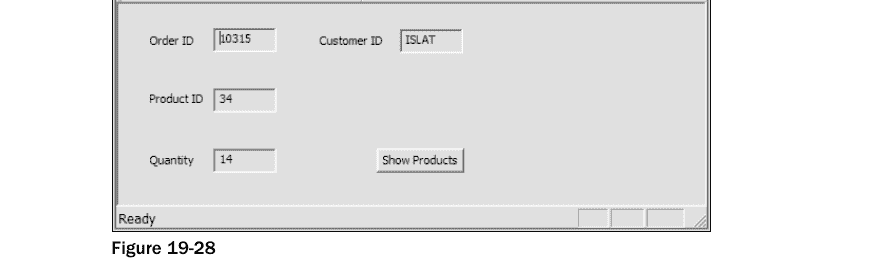 Order ID 10315 Customer ID ISLAT
Product ID 34
Quantity 14 Show Products
Ready
Figure 19-28